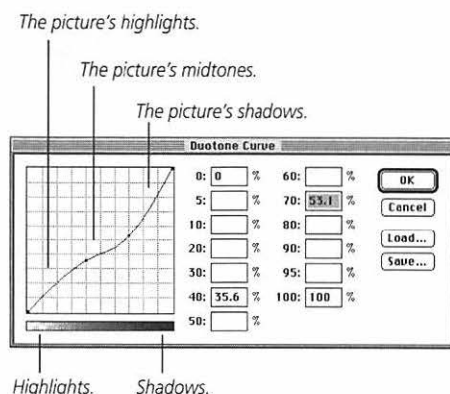 The picture's highlights.
The picture's midtones.
The picture's shadows.
Duotone Curve
0: 0 % 60: %
5: % 70: 53.1 %
10: % 80: %
20: % 90: %
30: % 95: %
40: 35.6 % 100: 100 %
50: %
OK
Cancel
Load...
Save...
Highlights. Shadows.